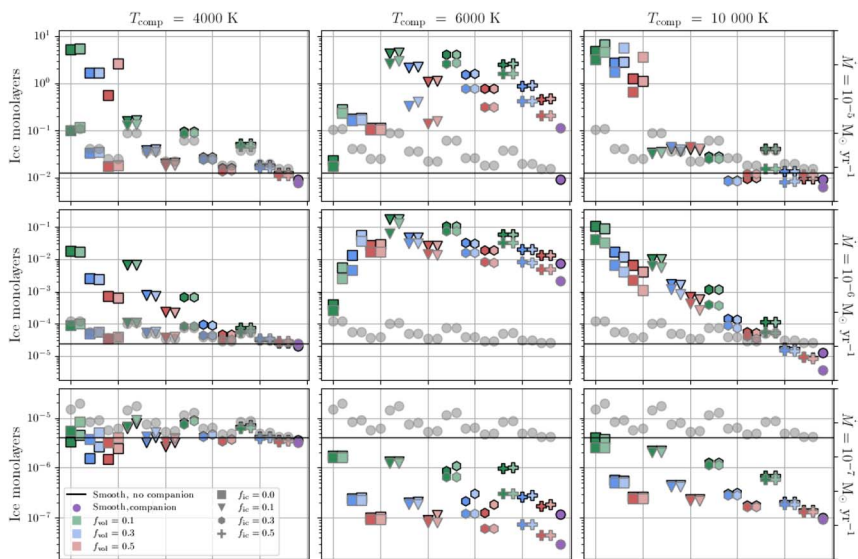 T_comp = 4000 K
T_comp = 6000 K
T_comp = 10 000 K
Ice monolayers
10^1
10^0
10^-1
10^-2
Ṁ = 10^-5 M☉ yr^-1
Ice monolayers
10^-1
10^-2
10^-3
10^-4
10^-5
Ṁ = 10^-6 M☉ yr^-1
Ice monolayers
10^-5
10^-6
10^-7
Ṁ = 10^-7 M☉ yr^-1
Smooth, no companion
Smooth,companion
f_vol = 0.1
f_vol = 0.3
f_vol = 0.5
f_ic = 0.0
f_ic = 0.1
f_ic = 0.3
f_ic = 0.5